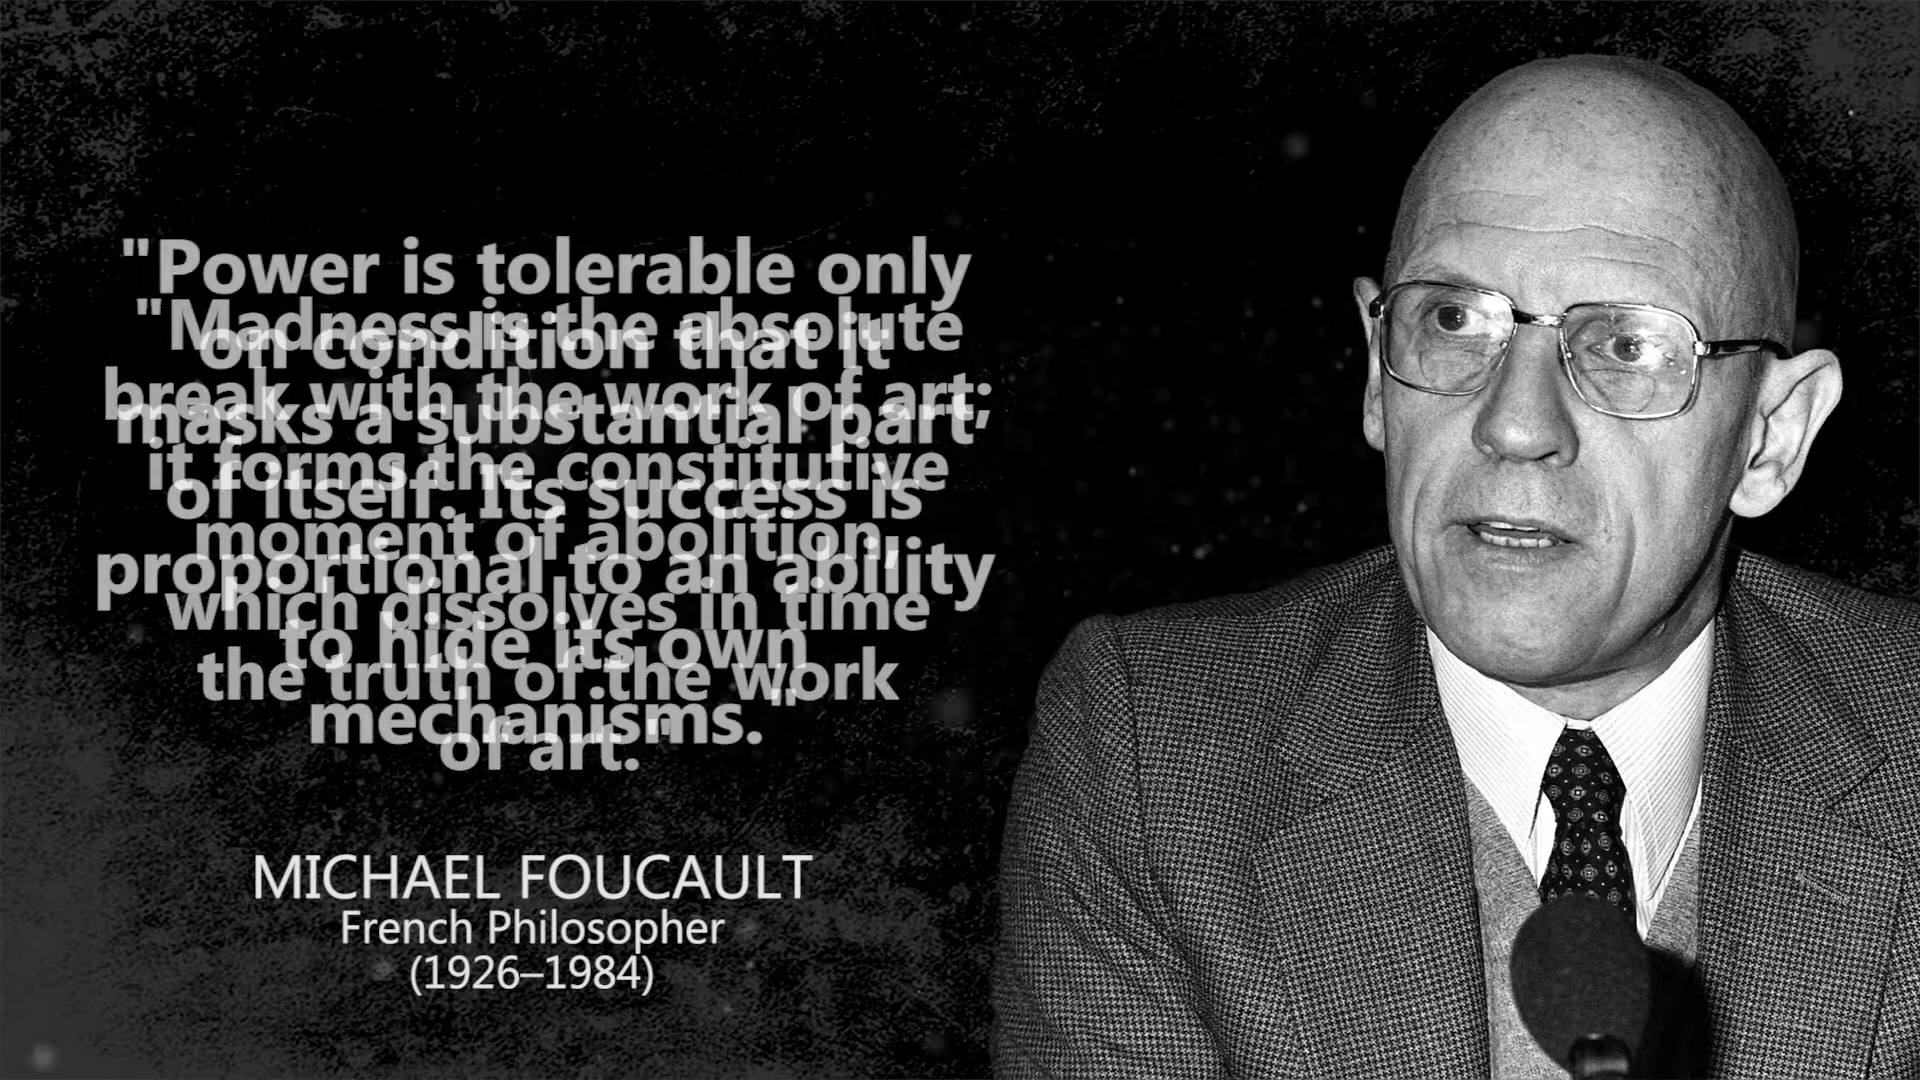 "Power is tolerable only
on condition that it
masks a substantial part
of itself. Its success is
proportional to an ability
to hide its own
mechanisms."
"Madness is the absolute
break with the work of art;
it forms the constitutive
moment of abolition,
which dissolves in time
the truth of the work
of art."
MICHAEL FOUCAULT
French Philosopher
(1926–1984)